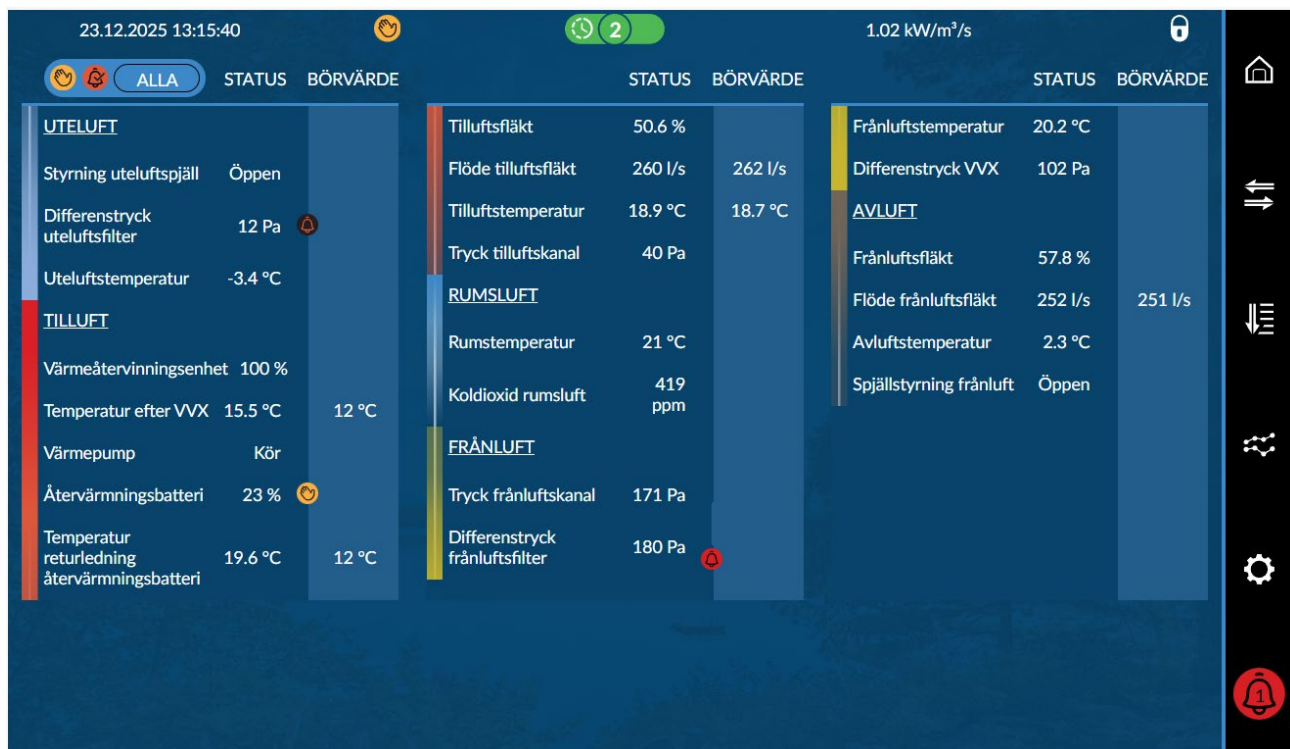 23.12.2025 13:15:40
2
1.02 kW/m³/s
ALLA STATUS BÖRVÄRDE
UTELUFT
Styrning uteluftspjäll Öppen
Differenstryck
uteluftsfilter 12 Pa
Uteluftstemperatur -3.4 °C
TILLUFT
Värmeåtervinningsenhet 100 %
Temperatur efter VVX 15.5 °C 12 °C
Värmepump Kör
Återvärmningsbatteri 23 %
Temperatur
returledning 19.6 °C 12 °C
återvärmningsbatteri
STATUS BÖRVÄRDE
Tilluftsfläkt 50.6 %
Flöde tilluftsfläkt 260 l/s 262 l/s
Tilluftstemperatur 18.9 °C 18.7 °C
Tryck tilluftskanal 40 Pa
RUMSLUFT
Rumstemperatur 21 °C
Koldioxid rumsluft 419
ppm
FRÅNLUFT
Tryck frånluftskanal 171 Pa
Differenstryck
frånluftsfilter 180 Pa
STATUS BÖRVÄRDE
Frånluftstemperatur 20.2 °C
Differenstryck VVX 102 Pa
AVLUFT
Frånluftsfläkt 57.8 %
Flöde frånluftsfläkt 252 l/s 251 l/s
Avluftstemperatur 2.3 °C
Spjällstyrning frånluft Öppen
1